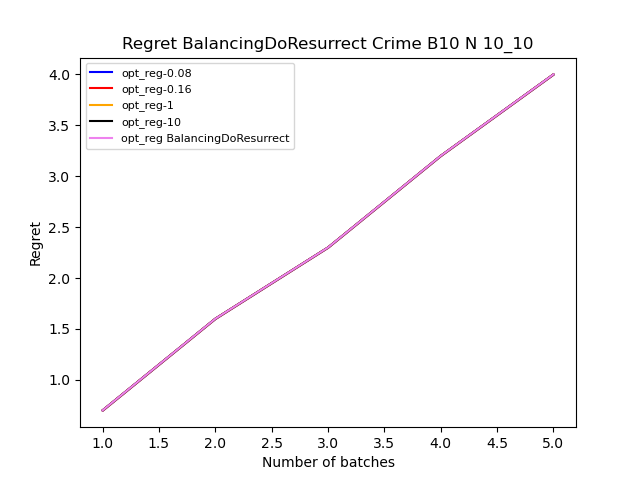 Regret BalancingDoResurrect Crime B10 N 10_10
opt_reg-0.08
opt_reg-0.16
opt_reg-1
opt_reg-10
opt_reg BalancingDoResurrect
Regret
4.0
3.5
3.0
2.5
2.0
1.5
1.0
1.0 1.5 2.0 2.5 3.0 3.5 4.0 4.5 5.0
Number of batches